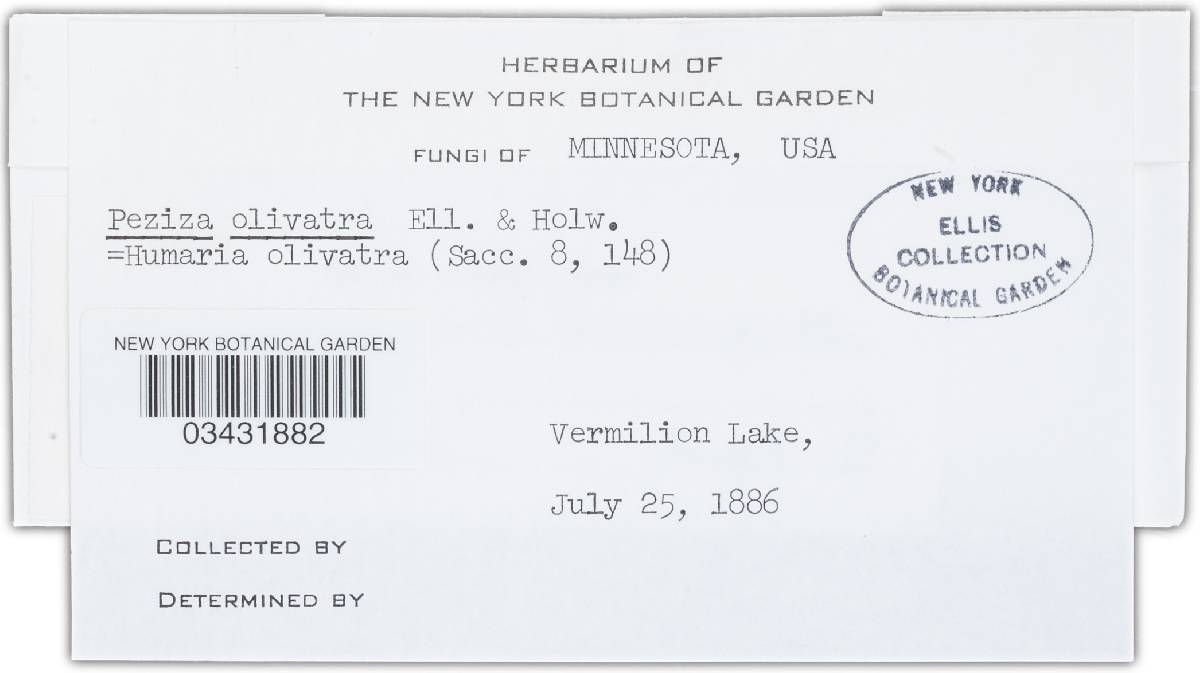 HERBARIUM OF
THE NEW YORK BOTANICAL GARDEN
FUNGI OF MINNESOTA, USA
Peziza olivatra Ell. & Holw.
=Humaria olivatra (Sacc. 8, 148)
NEW YORK
ELLIS
COLLECTION
BOTANICAL GARDEN
NEW YORK BOTANICAL GARDEN
03431882
Vermilion Lake,
July 25, 1886
COLLECTED BY
DETERMINED BY